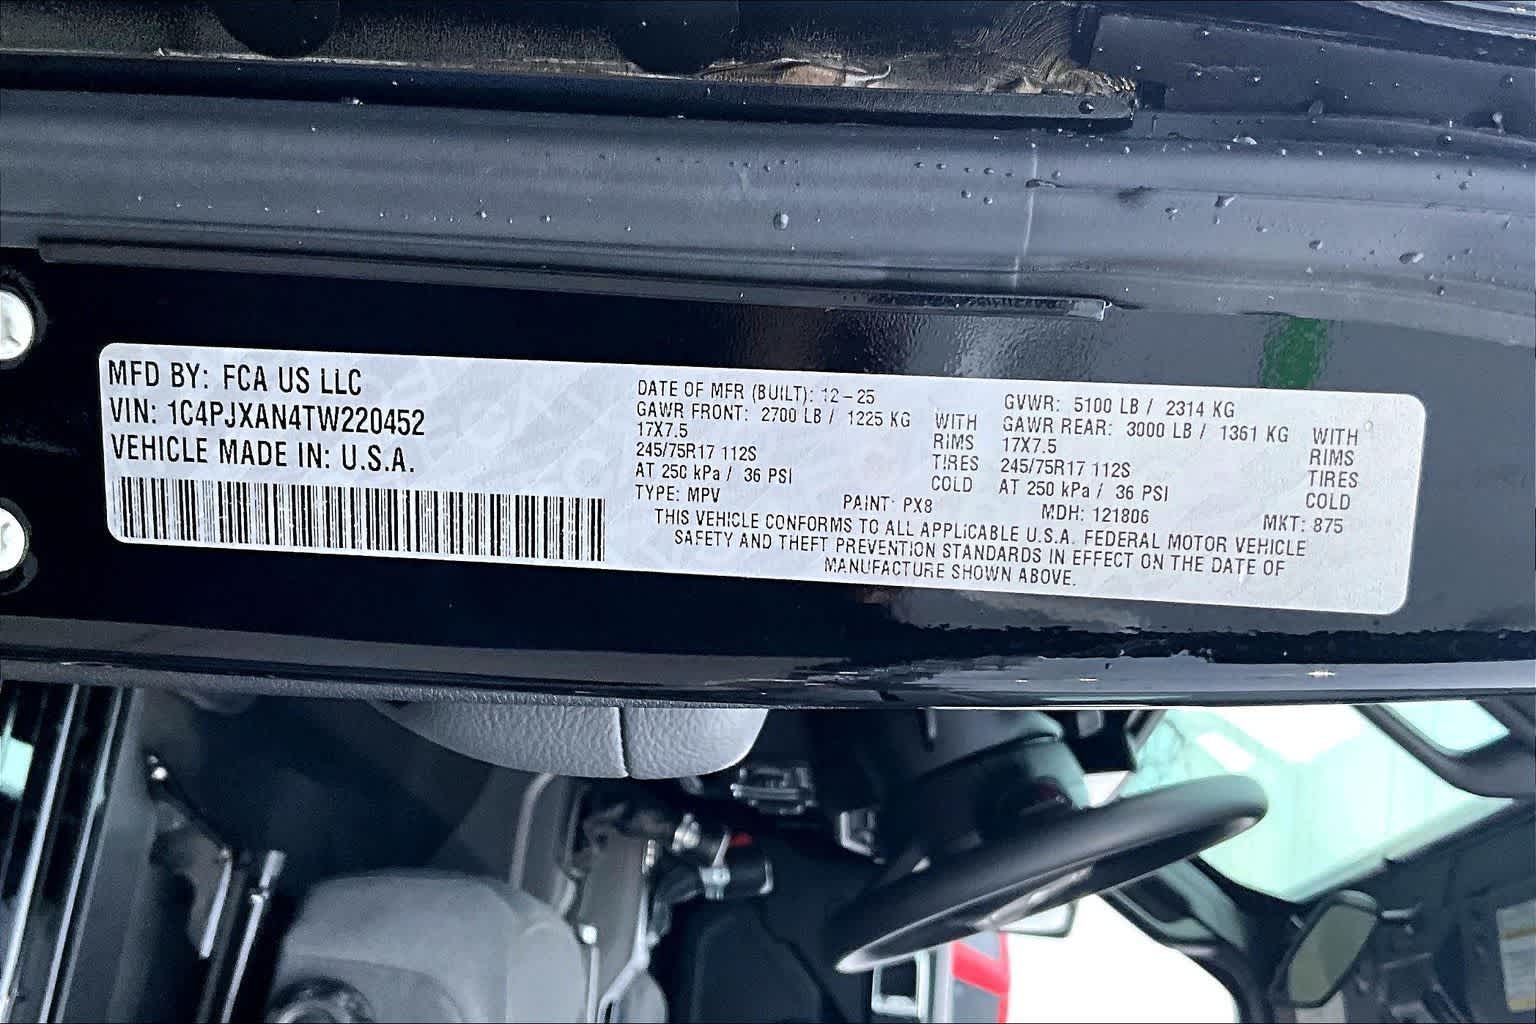 MFD BY: FCA US LLC
VIN: 1C4PJXAN4TW220452
VEHICLE MADE IN: U.S.A.
DATE OF MFR (BUILT): 12-25
GAWR FRONT: 2700 LB / 1225 KG WITH
17X7.5 RIMS
245/75R17 112S TIRES
AT 250 kPa / 36 PSI COLD
GVWR: 5100 LB / 2314 KG
GAWR REAR: 3000 LB / 1361 KG WITH
17X7.5 RIMS
245/75R17 112S TIRES
AT 250 kPa / 36 PSI COLD
TYPE: MPV PAINT: PX8 MDH: 121806 MKT: 875
THIS VEHICLE CONFORMS TO ALL APPLICABLE U.S.A. FEDERAL MOTOR VEHICLE
SAFETY AND THEFT PREVENTION STANDARDS IN EFFECT ON THE DATE OF
MANUFACTURE SHOWN ABOVE.